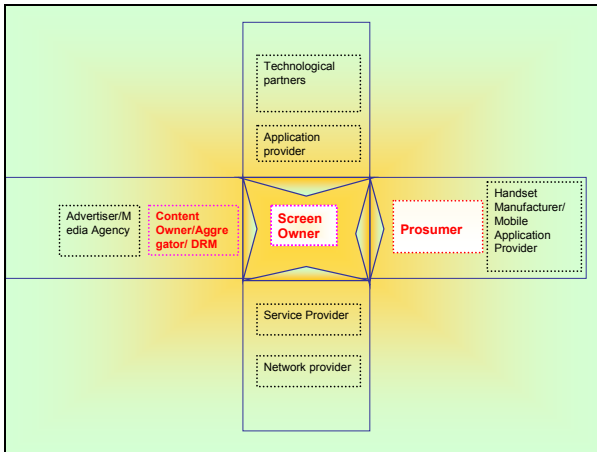 Technological
partners
Application
provider
Advertiser/M
edia Agency
Content
Owner/Aggre
gator/ DRM
Screen
Owner
Prosumer
Handset
Manufacturer/
Mobile
Application
Provider
Service Provider
Network provider